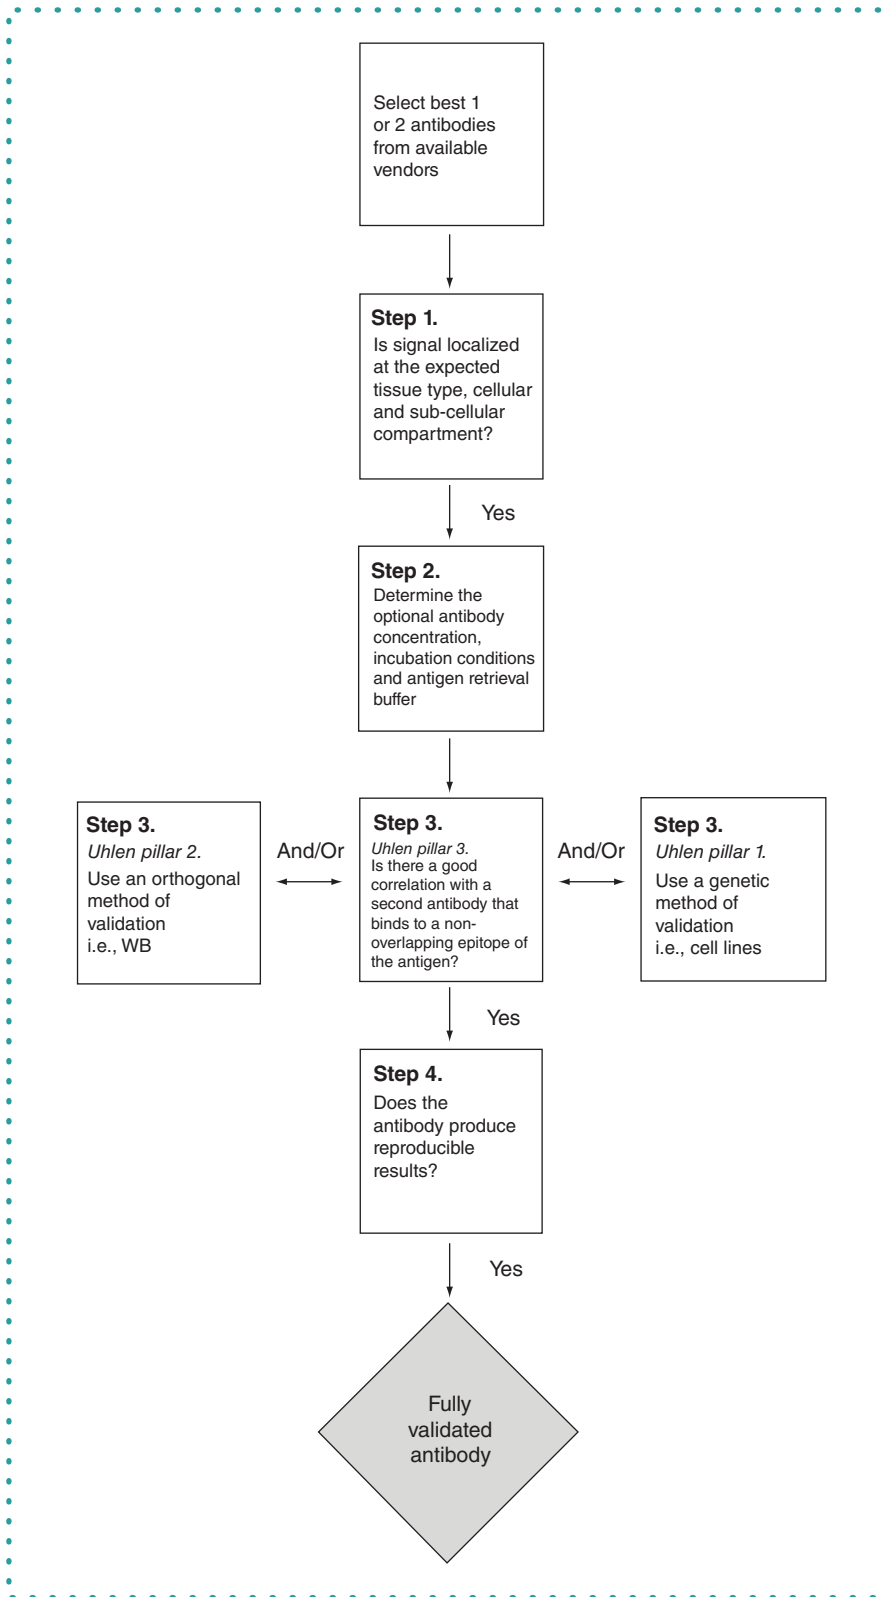 Select best 1
or 2 antibodies
from available
vendors
Step 1.
Is signal localized
at the expected
tissue type, cellular
and sub-cellular
compartment?
Yes
Step 2.
Determine the
optional antibody
concentration,
incubation conditions
and antigen retrieval
buffer
Step 3.
Uhlen pillar 2.
Use an orthogonal
method of
validation
i.e., WB
And/Or
Step 3.
Uhlen pillar 3.
Is there a good
correlation with a
second antibody that
binds to a non-
overlapping epitope of
the antigen?
And/Or
Step 3.
Uhlen pillar 1.
Use a genetic
method of
validation
i.e., cell lines
Yes
Step 4.
Does the
antibody produce
reproducible
results?
Yes
Fully
validated
antibody